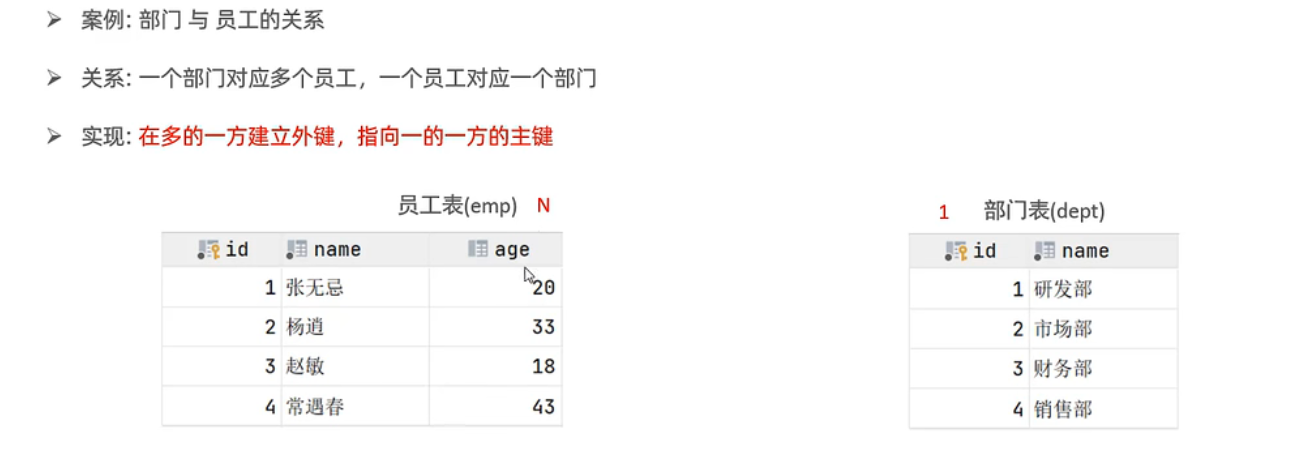 案例: 部门 与 员工的关系
关系: 一个部门对应多个员工，一个员工对应一个部门
实现: 在多的一方建立外键，指向一的一方的主键
员工表(emp) N
id name age
1 张无忌 20
2 杨逍 33
3 赵敏 18
4 常遇春 43
1 部门表(dept)
id name
1 研发部
2 市场部
3 财务部
4 销售部